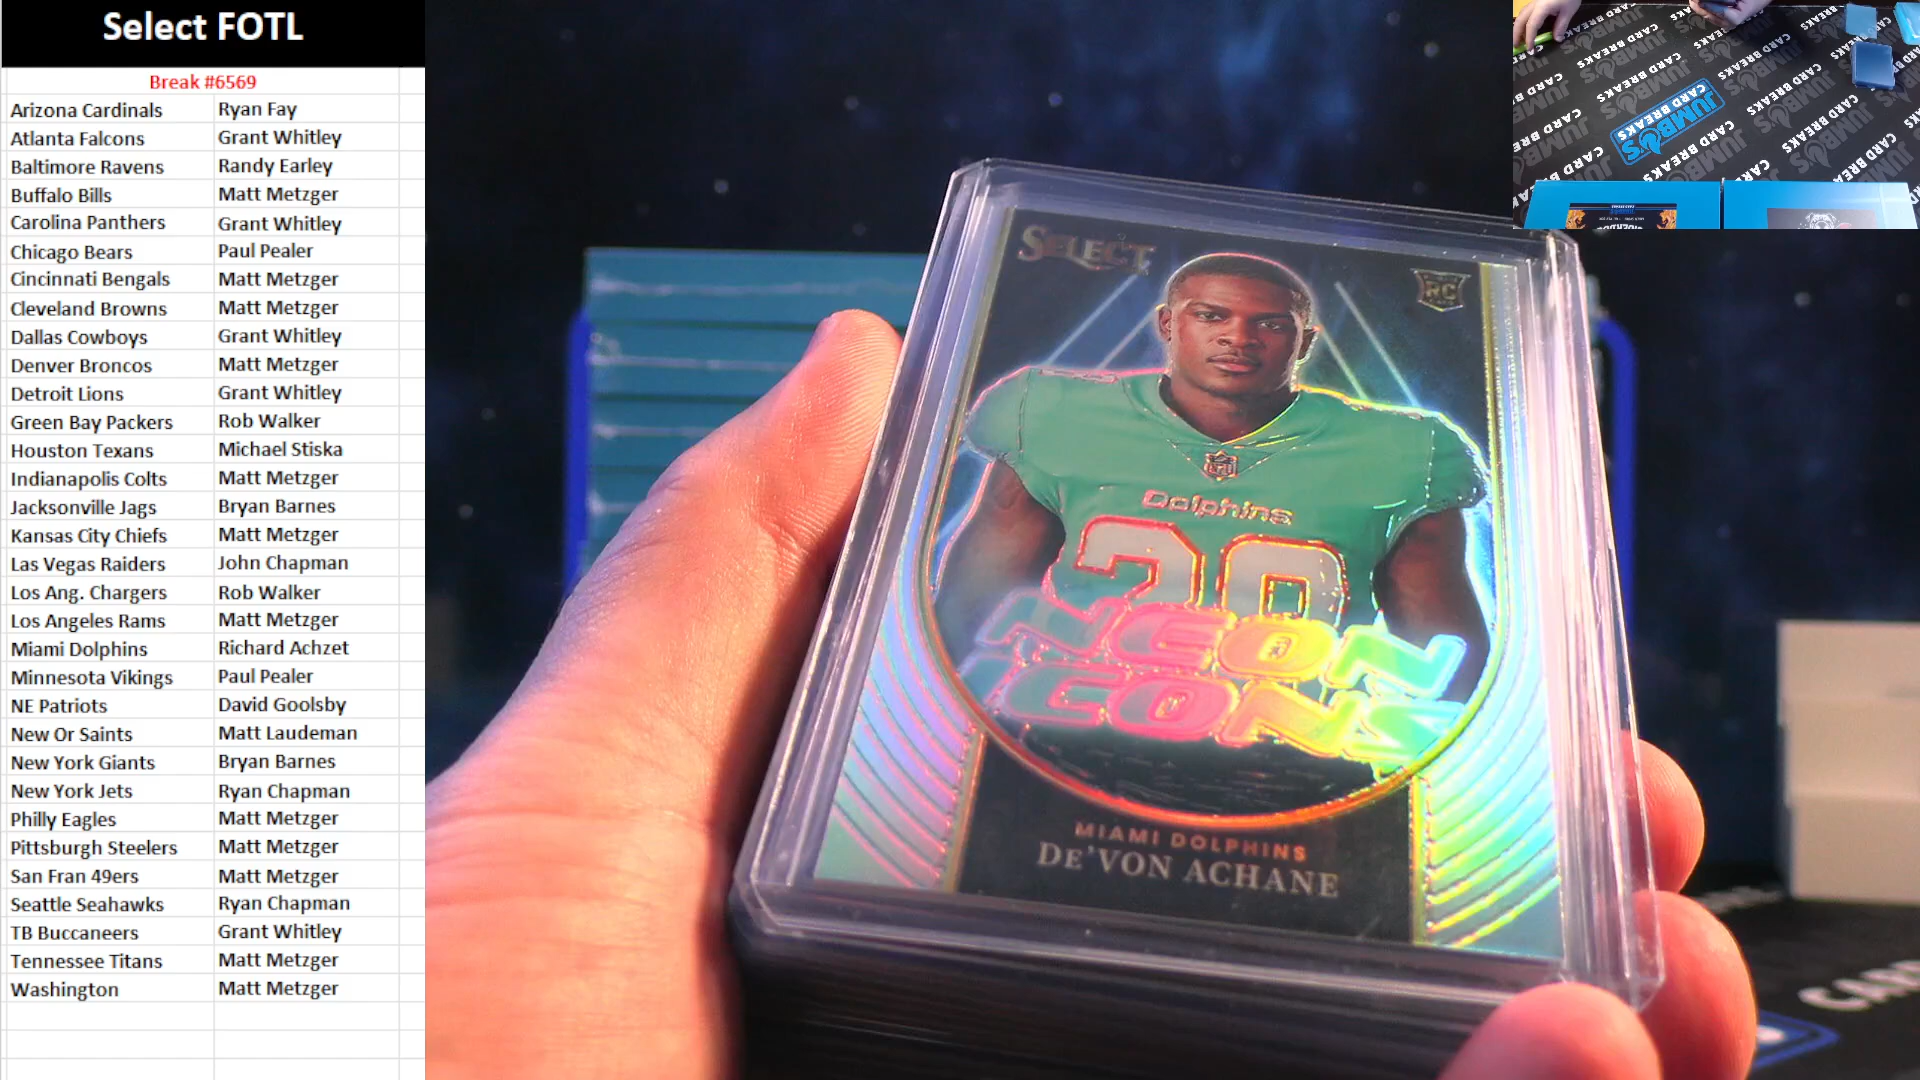 Select FOTL
Break #6569
Arizona Cardinals Ryan Fay
Atlanta Falcons Grant Whitley
Baltimore Ravens Randy Earley
Buffalo Bills Matt Metzger
Carolina Panthers Grant Whitley
Chicago Bears Paul Pealer
Cincinnati Bengals Matt Metzger
Cleveland Browns Matt Metzger
Dallas Cowboys Grant Whitley
Denver Broncos Matt Metzger
Detroit Lions Grant Whitley
Green Bay Packers Rob Walker
Houston Texans Michael Stiska
Indianapolis Colts Matt Metzger
Jacksonville Jags Bryan Barnes
Kansas City Chiefs Matt Metzger
Las Vegas Raiders John Chapman
Los Ang. Chargers Rob Walker
Los Angeles Rams Matt Metzger
Miami Dolphins Richard Achzet
Minnesota Vikings Paul Pealer
NE Patriots David Goolsby
New Or Saints Matt Laudeman
New York Giants Bryan Barnes
New York Jets Ryan Chapman
Philly Eagles Matt Metzger
Pittsburgh Steelers Matt Metzger
San Fran 49ers Matt Metzger
Seattle Seahawks Ryan Chapman
TB Buccaneers Grant Whitley
Tennessee Titans Matt Metzger
Washington Matt Metzger
SELECT
RC
NFL
Dolphins
NEON
ICONS
MIAMI DOLPHINS
DE'VON ACHANE
JUMBO'S
CARD BREAKS